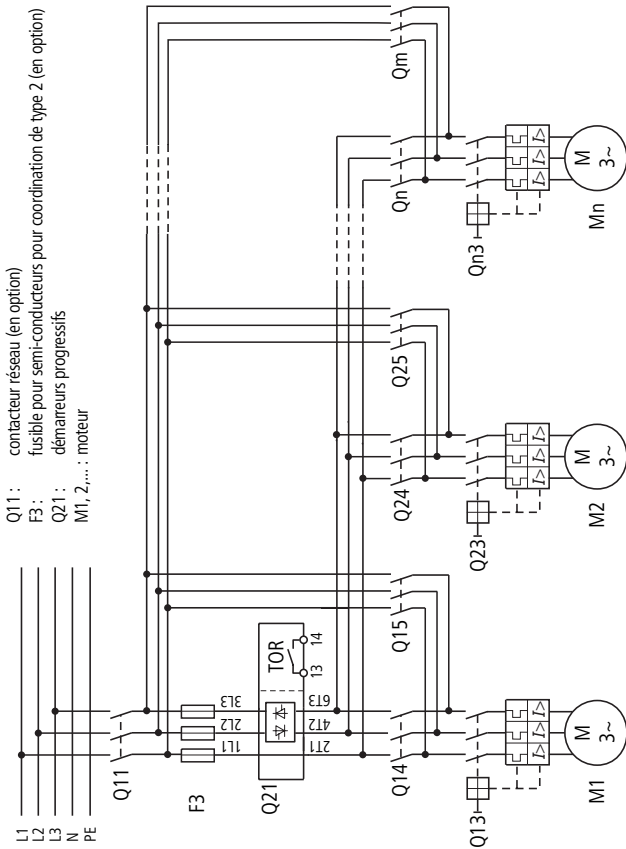 Q11 : contacteur réseau (en option)
F3 : fusible pour semi-conducteurs pour coordination de type 2 (en option)
Q21 : démarreurs progressifs
M1, 2,... : moteur
L1
L2
L3
N
PE
Q11
F3
Q21
1L1
2L2
3L3
TOR
13
14
2T1
4T2
6T3
Q14
Q15
Q24
Q25
Qn
Qm
Q13
Q23
Qn3
I>
I>
I>
I>
I>
I>
I>
I>
I>
M
3~
M
3~
M
3~
M1
M2
Mn